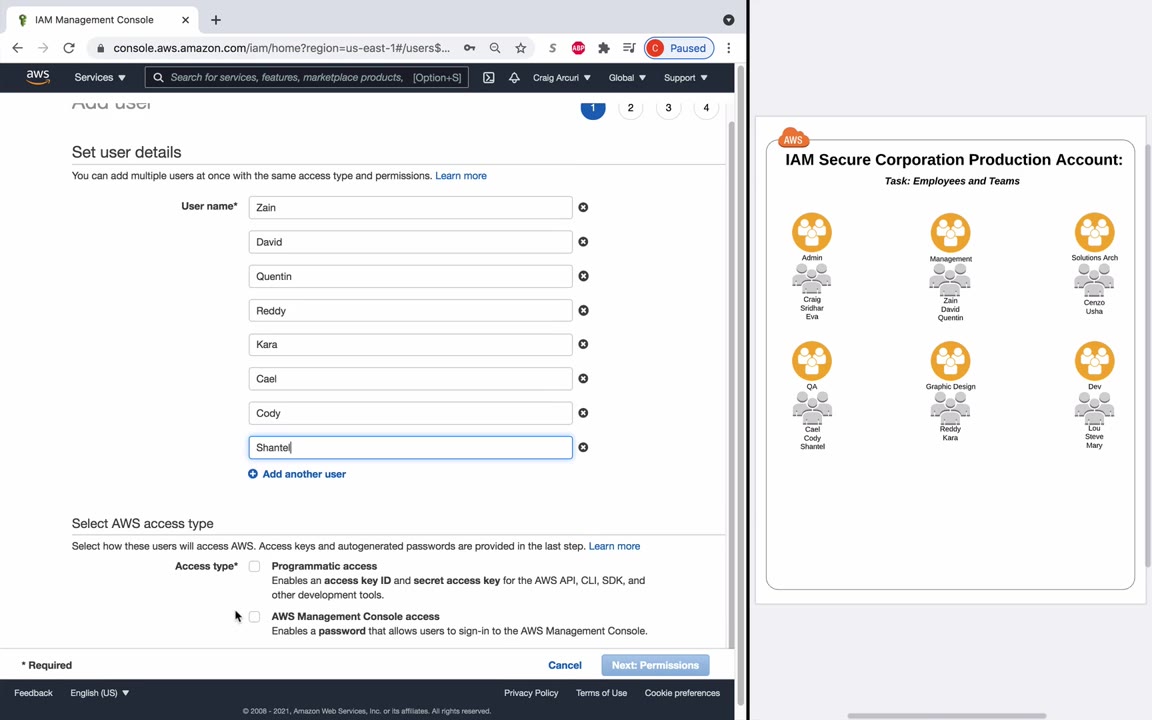 IAM Management Console
console.aws.amazon.com/iam/home?region=us-east-1#/users$...
S
ABP
C
Paused
aws
Services
Search for services, features, marketplace products,
[Option+S]
Craig Arcuri
Global
Support
Add user
1
2
3
4
Set user details
You can add multiple users at once with the same access type and permissions. Learn more
User name*
Zain
David
Quentin
Reddy
Kara
Cael
Cody
Shantel
Add another user
Select AWS access type
Select how these users will access AWS. Access keys and autogenerated passwords are provided in the last step. Learn more
Access type*
Programmatic access
Enables an access key ID and secret access key for the AWS API, CLI, SDK, and
other development tools.
AWS Management Console access
Enables a password that allows users to sign-in to the AWS Management Console.
* Required
Cancel
Next: Permissions
Feedback
English (US)
Privacy Policy
Terms of Use
Cookie preferences
© 2008 - 2021, Amazon Web Services, Inc. or its affiliates. All rights reserved.
AWS
IAM Secure Corporation Production Account:
Task: Employees and Teams
Admin
Craig
Sridhar
Eva
Management
Zain
David
Quentin
Solutions Arch
Cenzo
Usha
QA
Cael
Cody
Shantel
Graphic Design
Reddy
Kara
Dev
Lou
Steve
Mary